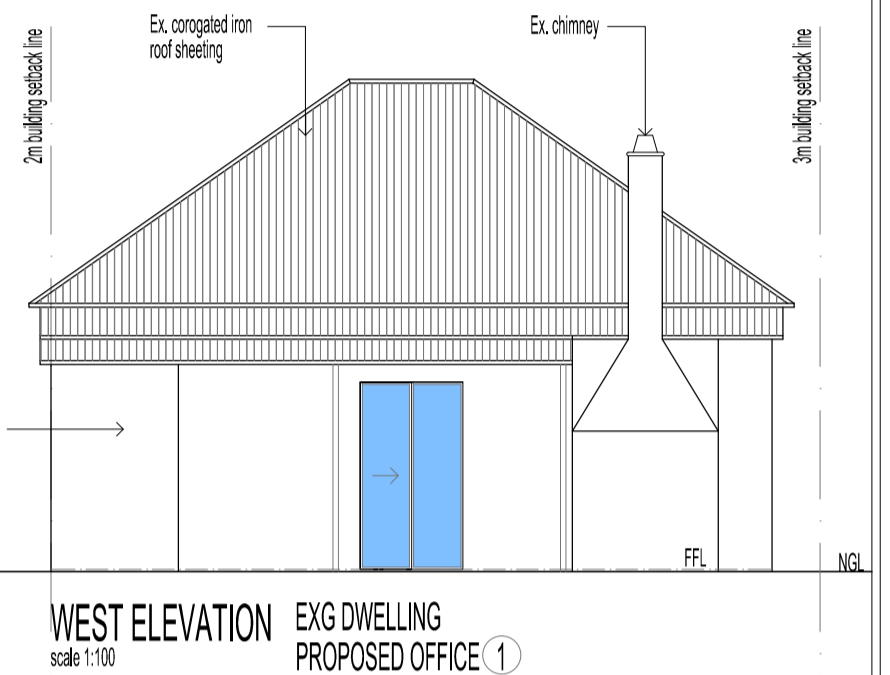 2m building setback line
Ex. corogated iron
roof sheeting
Ex. chimney
3m building setback line
FFL
NGL
WEST ELEVATION
scale 1:100
EXG DWELLING
PROPOSED OFFICE 1